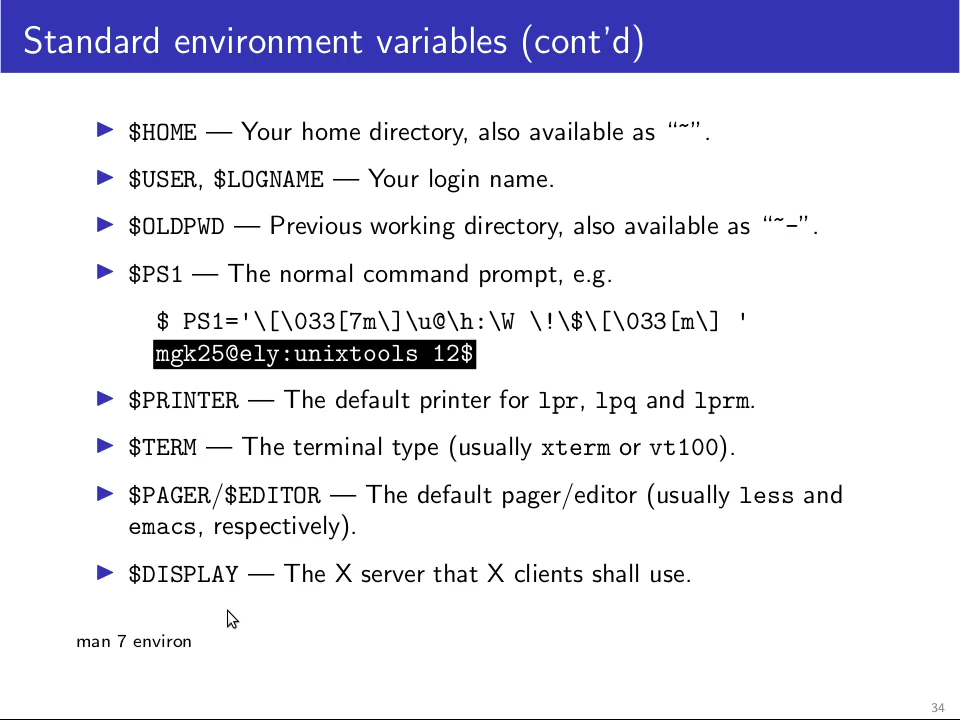 Standard environment variables (cont’d)
$HOME — Your home directory, also available as “~”.
$USER, $LOGNAME — Your login name.
$OLDPWD — Previous working directory, also available as “~-”.
$PS1 — The normal command prompt, e.g.
$ PS1='\[\033[7m\]\u@\h:\W \!\$\[\033[m\] '
mgk25@ely:unixtools 12$
$PRINTER — The default printer for lpr, lpq and lprm.
$TERM — The terminal type (usually xterm or vt100).
$PAGER/$EDITOR — The default pager/editor (usually less and
emacs, respectively).
$DISPLAY — The X server that X clients shall use.
man 7 environ
34